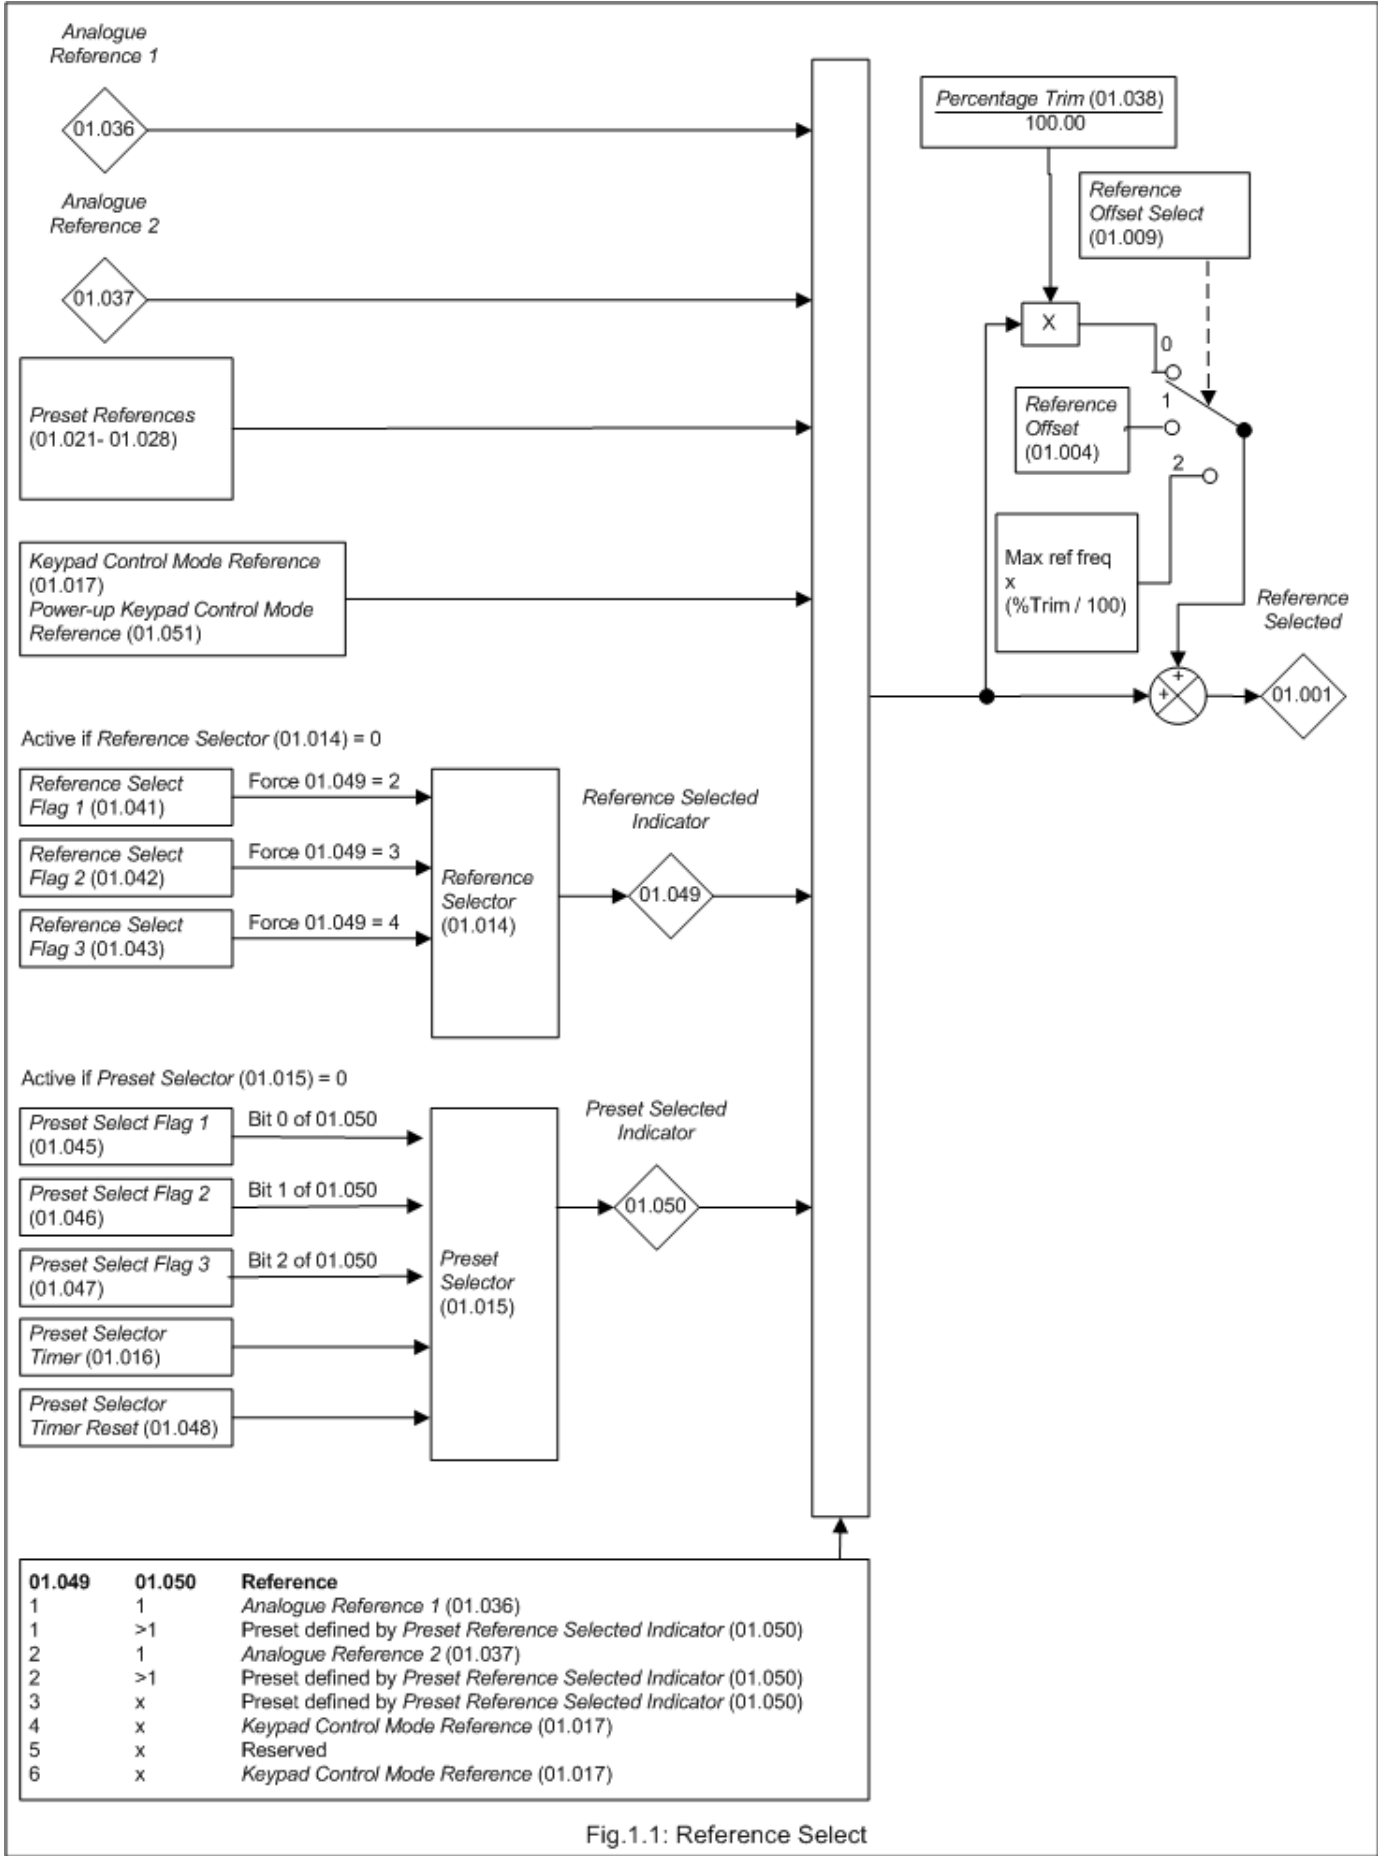 Analogue
Reference 1
01.036
Analogue
Reference 2
01.037
Preset References
(01.021- 01.028)
Keypad Control Mode Reference
(01.017)
Power-up Keypad Control Mode
Reference (01.051)
Percentage Trim (01.038)
100.00
Reference
Offset Select
(01.009)
X
0
1
2
Reference
Offset
(01.004)
Max ref freq
x
(%Trim / 100)
Reference
Selected
+
+
01.001
Active if Reference Selector (01.014) = 0
Reference Select
Flag 1 (01.041)
Force 01.049 = 2
Reference Select
Flag 2 (01.042)
Force 01.049 = 3
Reference Select
Flag 3 (01.043)
Force 01.049 = 4
Reference
Selector
(01.014)
Reference Selected
Indicator
01.049
Active if Preset Selector (01.015) = 0
Preset Select Flag 1
(01.045)
Bit 0 of 01.050
Preset Select Flag 2
(01.046)
Bit 1 of 01.050
Preset Select Flag 3
(01.047)
Bit 2 of 01.050
Preset Selector
Timer (01.016)
Preset Selector
Timer Reset (01.048)
Preset
Selector
(01.015)
Preset Selected
Indicator
01.050
01.049 01.050 Reference
1 1 Analogue Reference 1 (01.036)
1 >1 Preset defined by Preset Reference Selected Indicator (01.050)
2 1 Analogue Reference 2 (01.037)
2 >1 Preset defined by Preset Reference Selected Indicator (01.050)
3 x Preset defined by Preset Reference Selected Indicator (01.050)
4 x Keypad Control Mode Reference (01.017)
5 x Reserved
6 x Keypad Control Mode Reference (01.017)
Fig.1.1: Reference Select